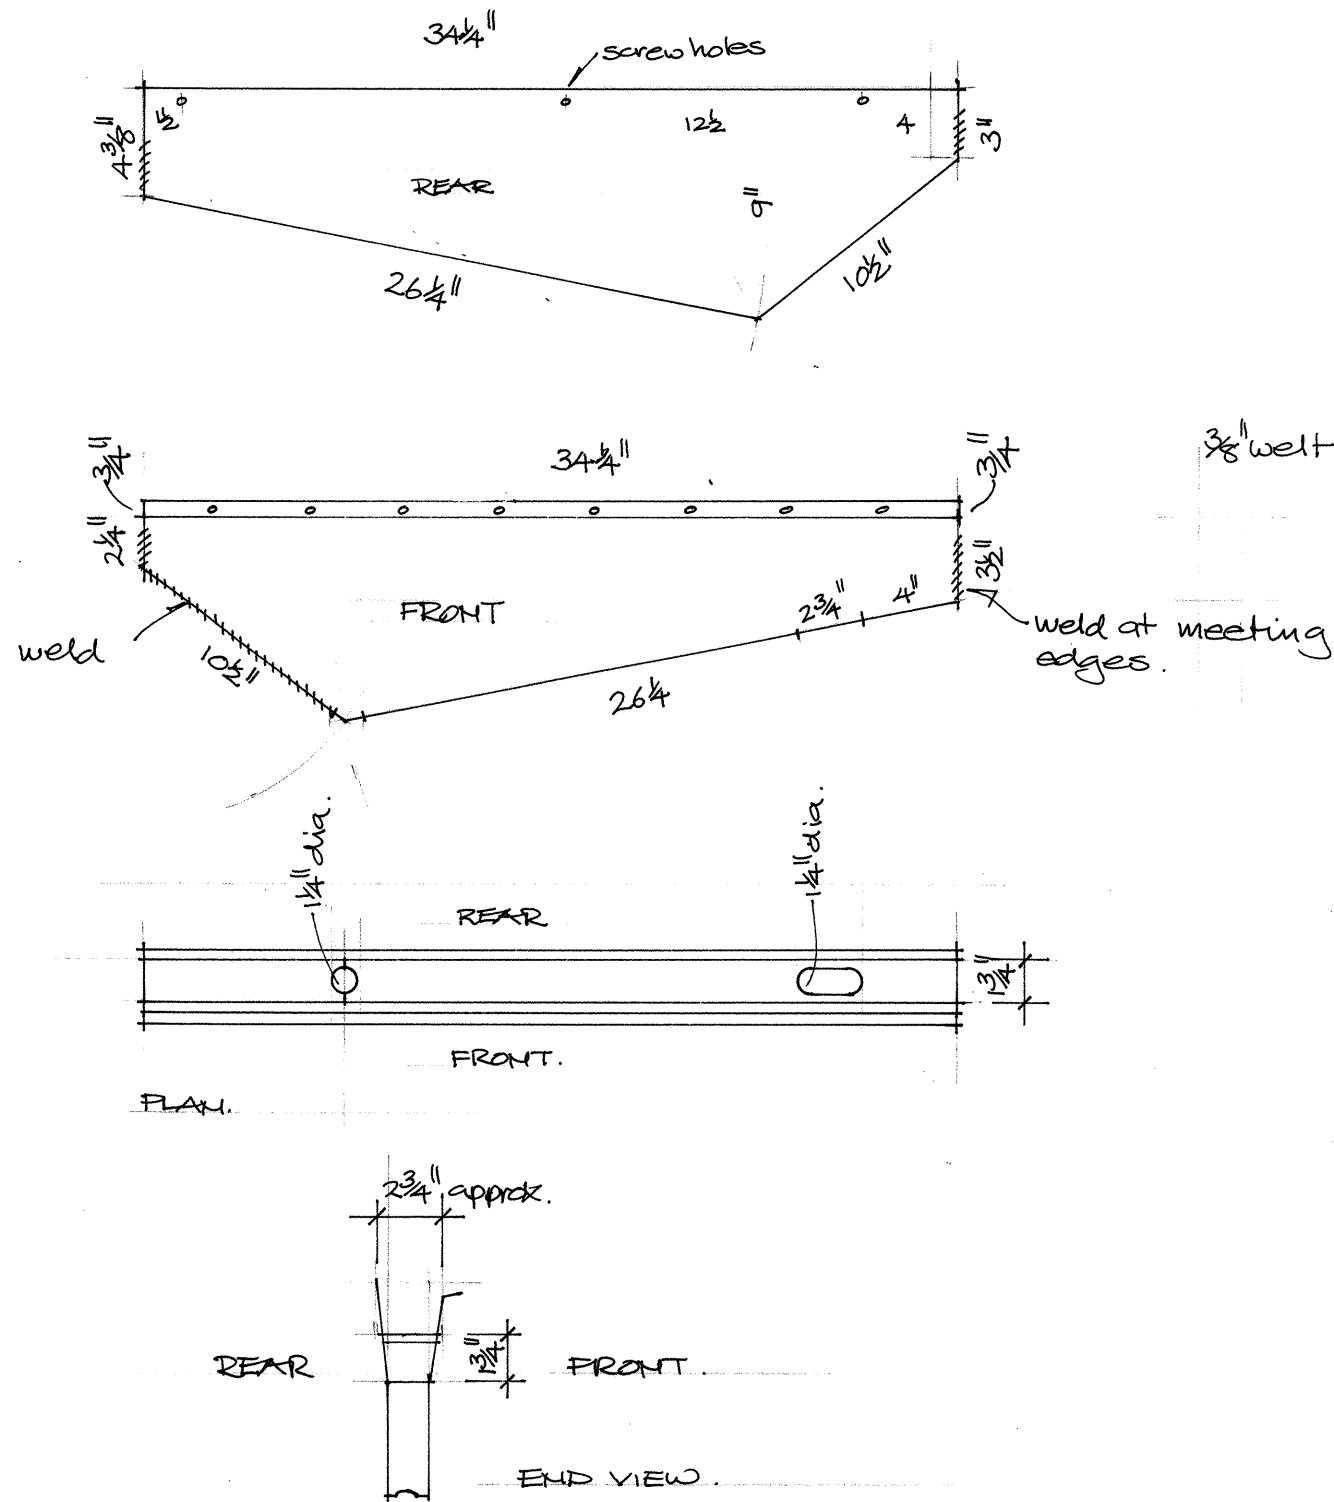 34¼"
screw holes
4⅜"
1½
12½
4
3"
REAR
9"
26¼"
10½"
¾"
34¼"
¾"
⅜" welt
2¼"
3½"
FRONT
2¾"
4"
weld
10½"
26¼
weld at meeting
edges.
1¼" dia.
1¼" dia.
REAR
1¾"
FRONT.
PLAN.
2¾" approx.
REAR
1¾"
FRONT.
END VIEW.